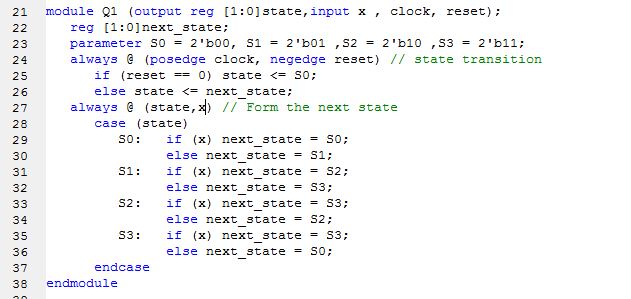 21 module Q1 (output reg [1:0]state,input x , clock, reset);
22 reg [1:0]next_state;
23 parameter S0 = 2'b00, S1 = 2'b01 ,S2 = 2'b10 ,S3 = 2'b11;
24 always @ (posedge clock, negedge reset) // state transition
25 if (reset == 0) state <= S0;
26 else state <= next_state;
27 always @ (state,x) // Form the next state
28 case (state)
29 S0: if (x) next_state = S0;
30 else next_state = S1;
31 S1: if (x) next_state = S2;
32 else next_state = S3;
33 S2: if (x) next_state = S3;
34 else next_state = S2;
35 S3: if (x) next_state = S3;
36 else next_state = S0;
37 endcase
38 endmodule